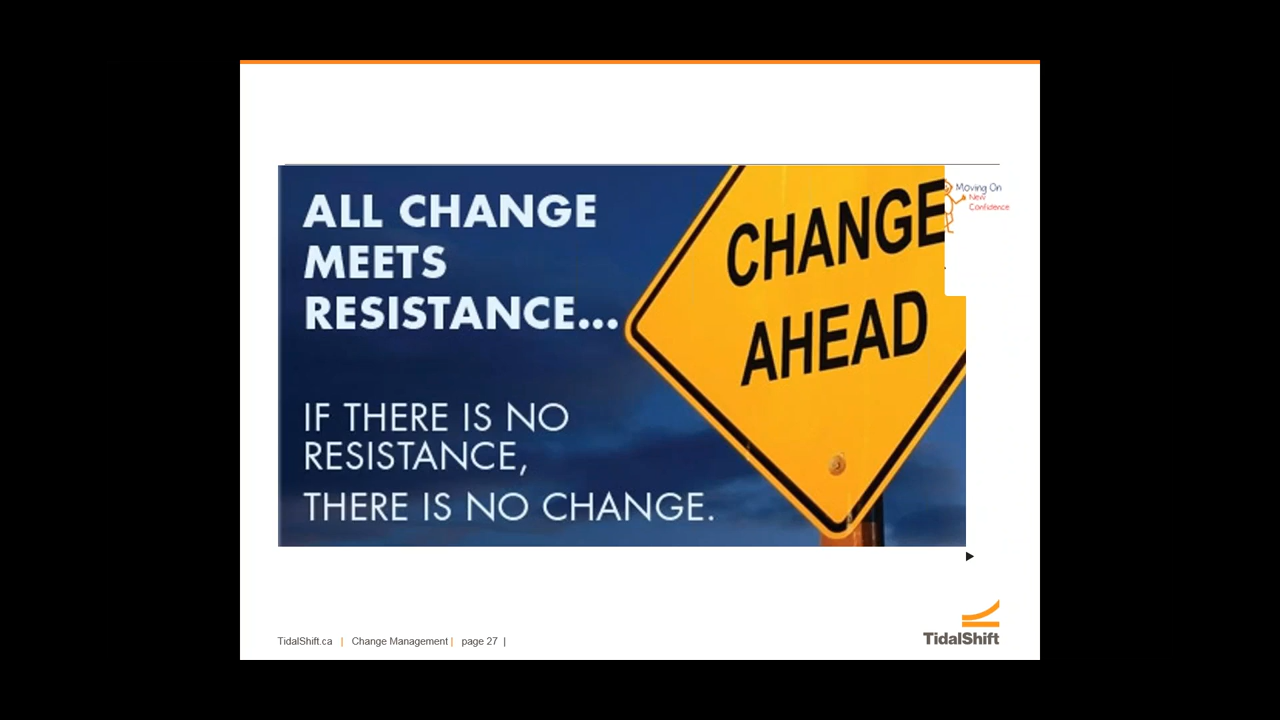 ALL CHANGE
MEETS
RESISTANCE...
IF THERE IS NO
RESISTANCE,
THERE IS NO CHANGE.
CHANGE
AHEAD
Moving On
New
Confidence
TidalShift.ca | Change Management | page 27 |
TidalShift